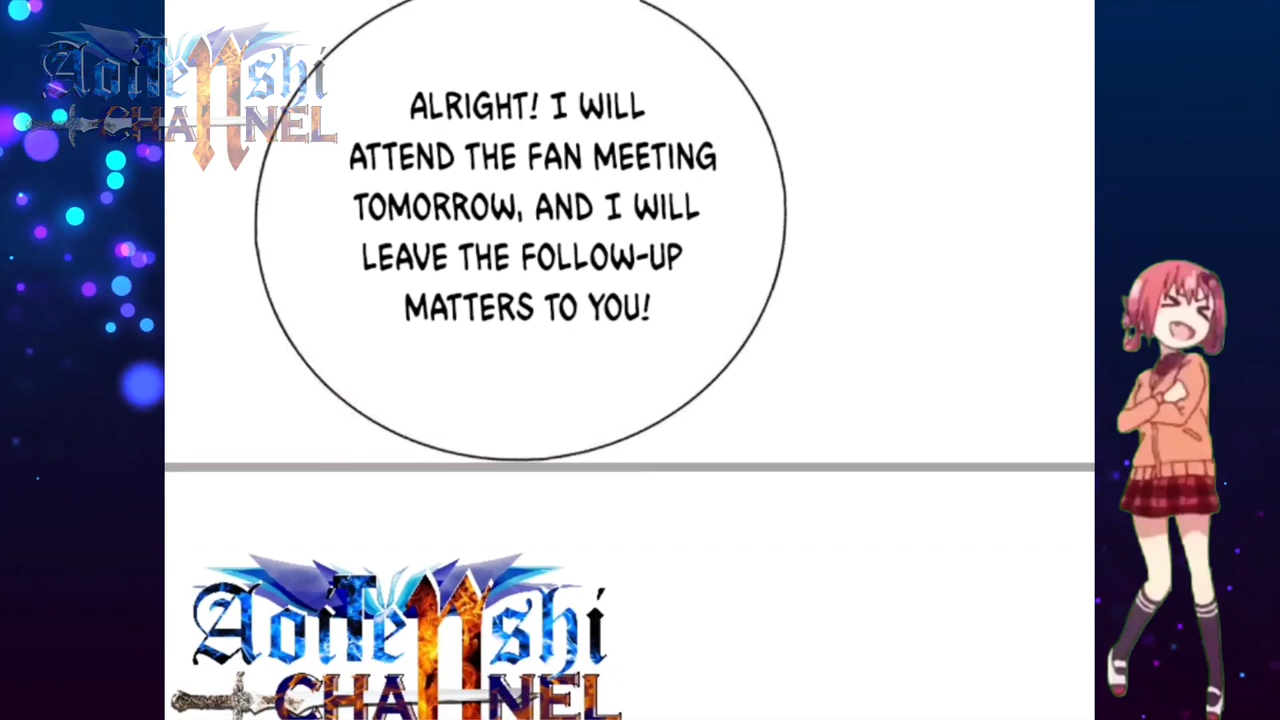 AoiTenshi
CHANNEL
ALRIGHT! I WILL
ATTEND THE FAN MEETING
TOMORROW, AND I WILL
LEAVE THE FOLLOW-UP
MATTERS TO YOU!
AoiTenshi
CHANNEL